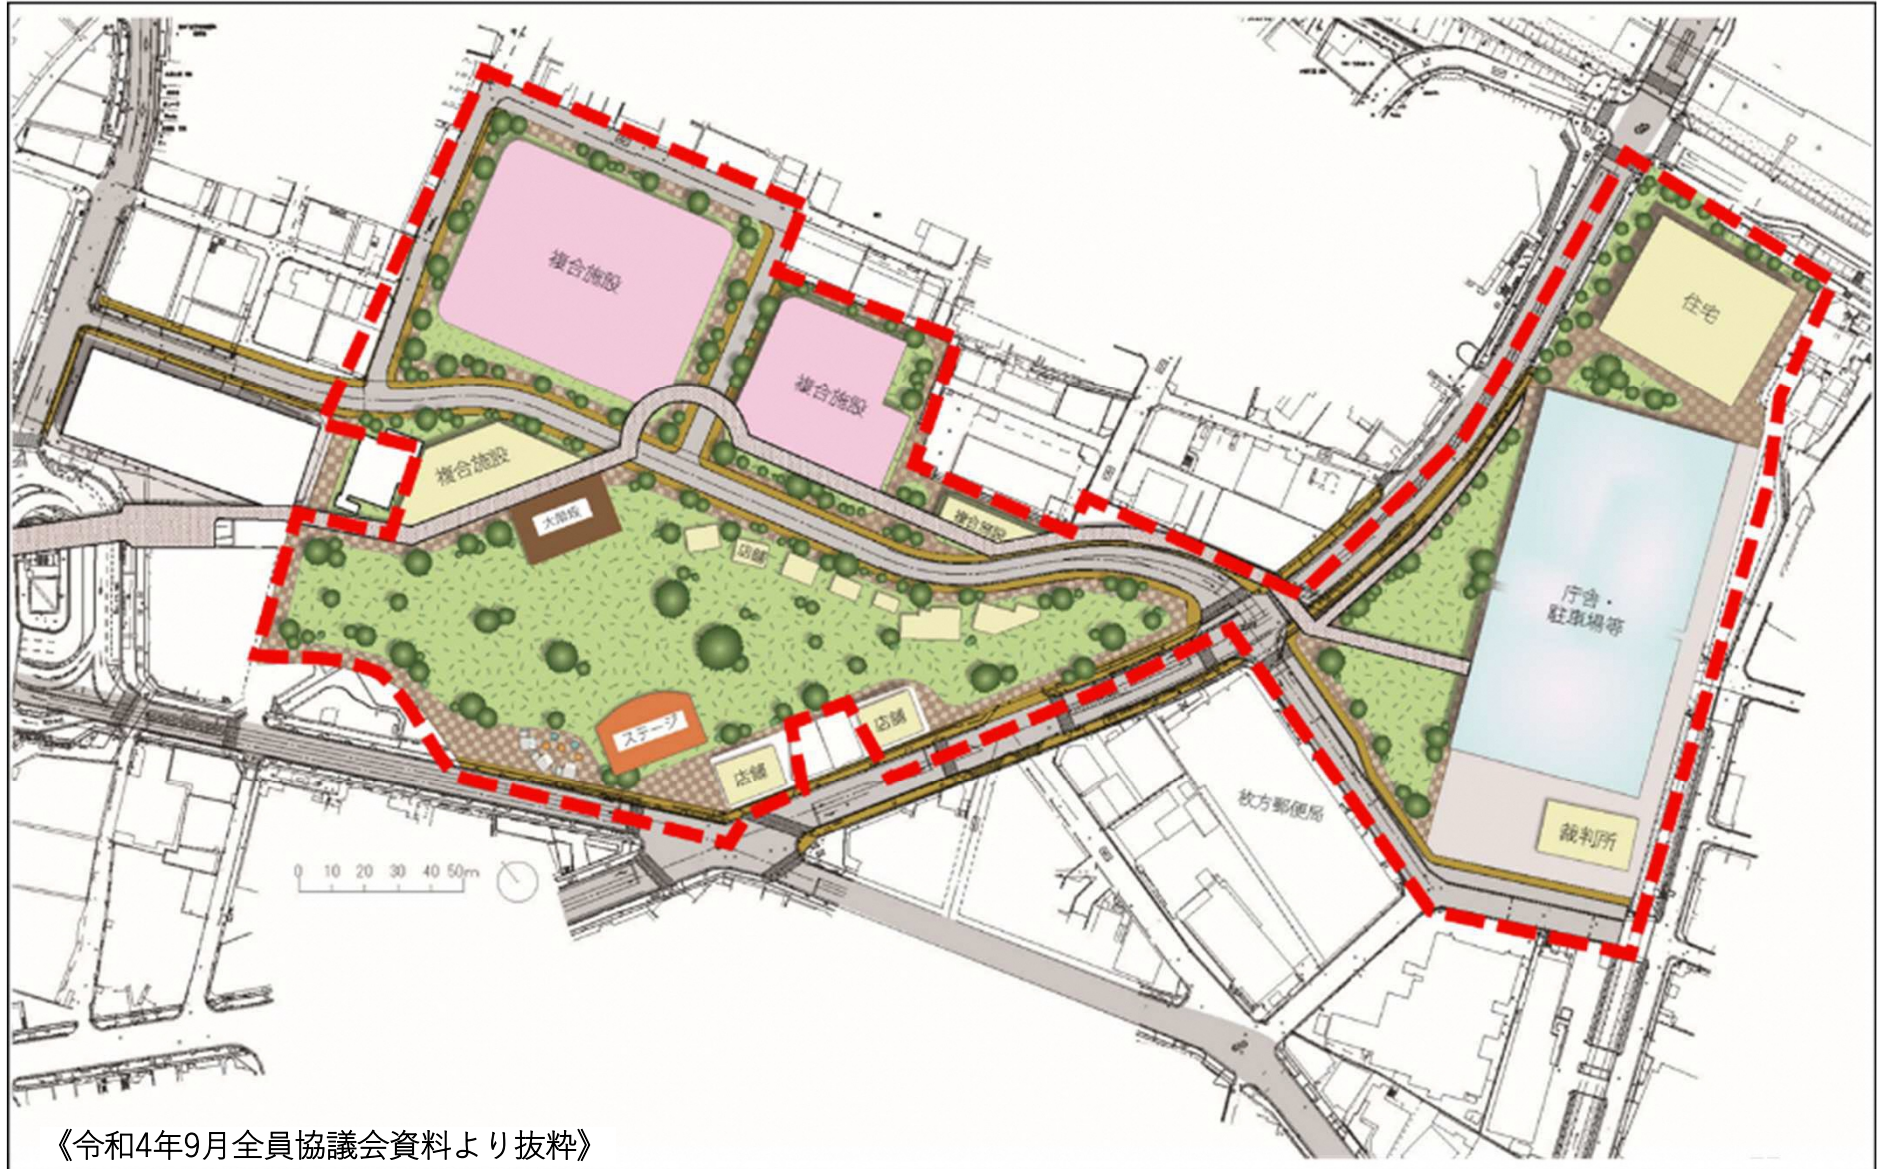 複合施設
住宅
複合施設
複合施設
大階段
複合施設
店舗
庁舎・
駐車場等
ステージ
店舗
店舗
枚方郵便局
裁判所
0 10 20 30 40 50m
《令和4年9月全員協議会資料より抜粋》